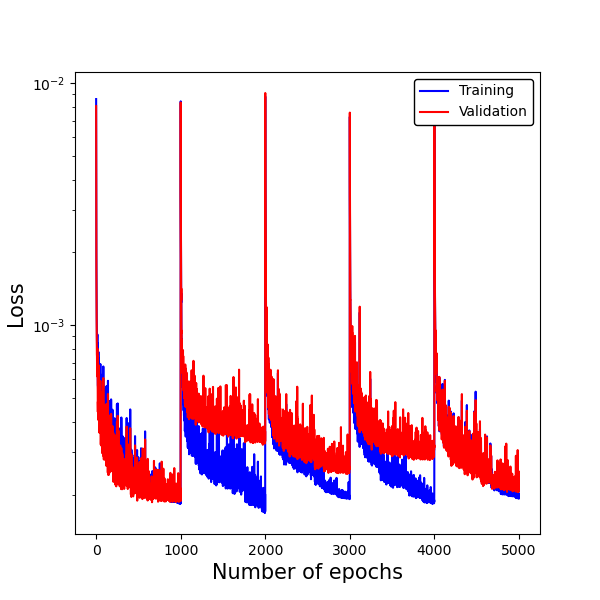 Training
Validation
10⁻²
10⁻³
Loss
0 1000 2000 3000 4000 5000
Number of epochs